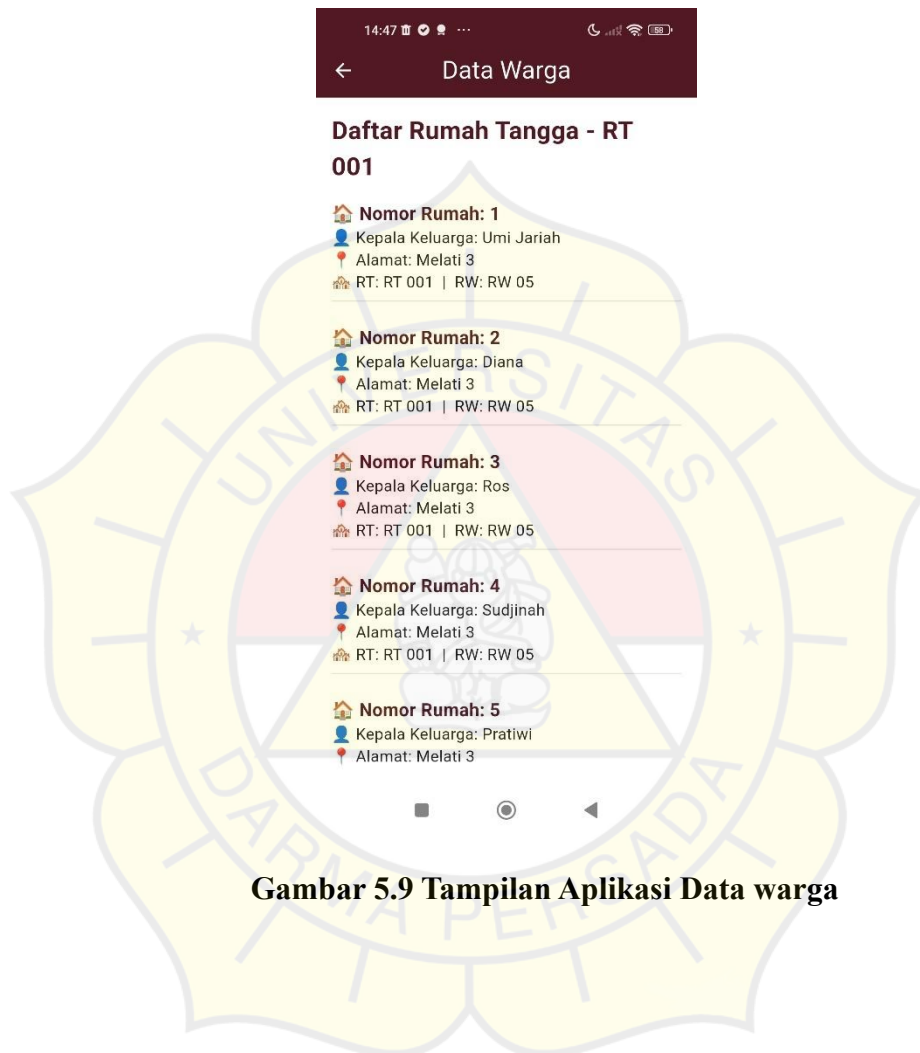 14:47
58
Data Warga
Daftar Rumah Tangga - RT
001
Nomor Rumah: 1
Kepala Keluarga: Umi Jariah
Alamat: Melati 3
RT: RT 001 | RW: RW 05
Nomor Rumah: 2
Kepala Keluarga: Diana
Alamat: Melati 3
RT: RT 001 | RW: RW 05
Nomor Rumah: 3
Kepala Keluarga: Ros
Alamat: Melati 3
RT: RT 001 | RW: RW 05
Nomor Rumah: 4
Kepala Keluarga: Sudjinah
Alamat: Melati 3
RT: RT 001 | RW: RW 05
Nomor Rumah: 5
Kepala Keluarga: Pratiwi
Alamat: Melati 3
Gambar 5.9 Tampilan Aplikasi Data warga
UNIVERSITAS
DARMA PERSADA